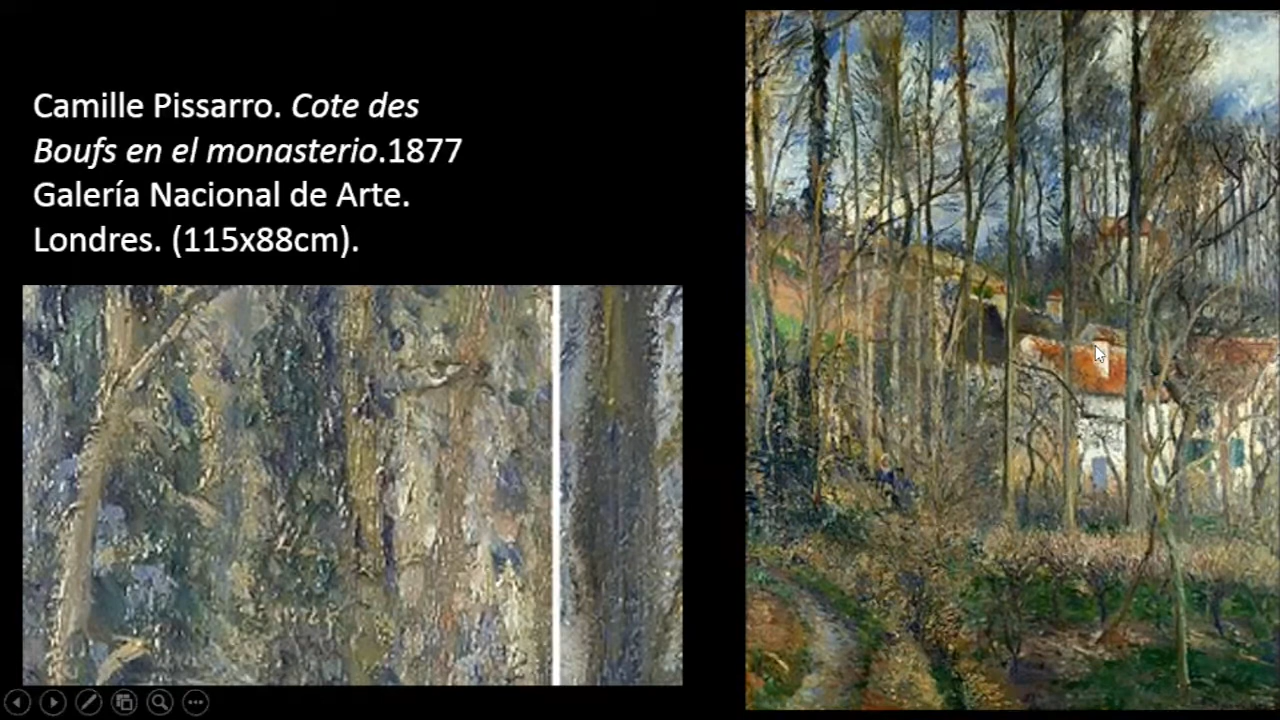 Camille Pissarro. Cote des
Boufs en el monasterio.1877
Galería Nacional de Arte.
Londres. (115x88cm).